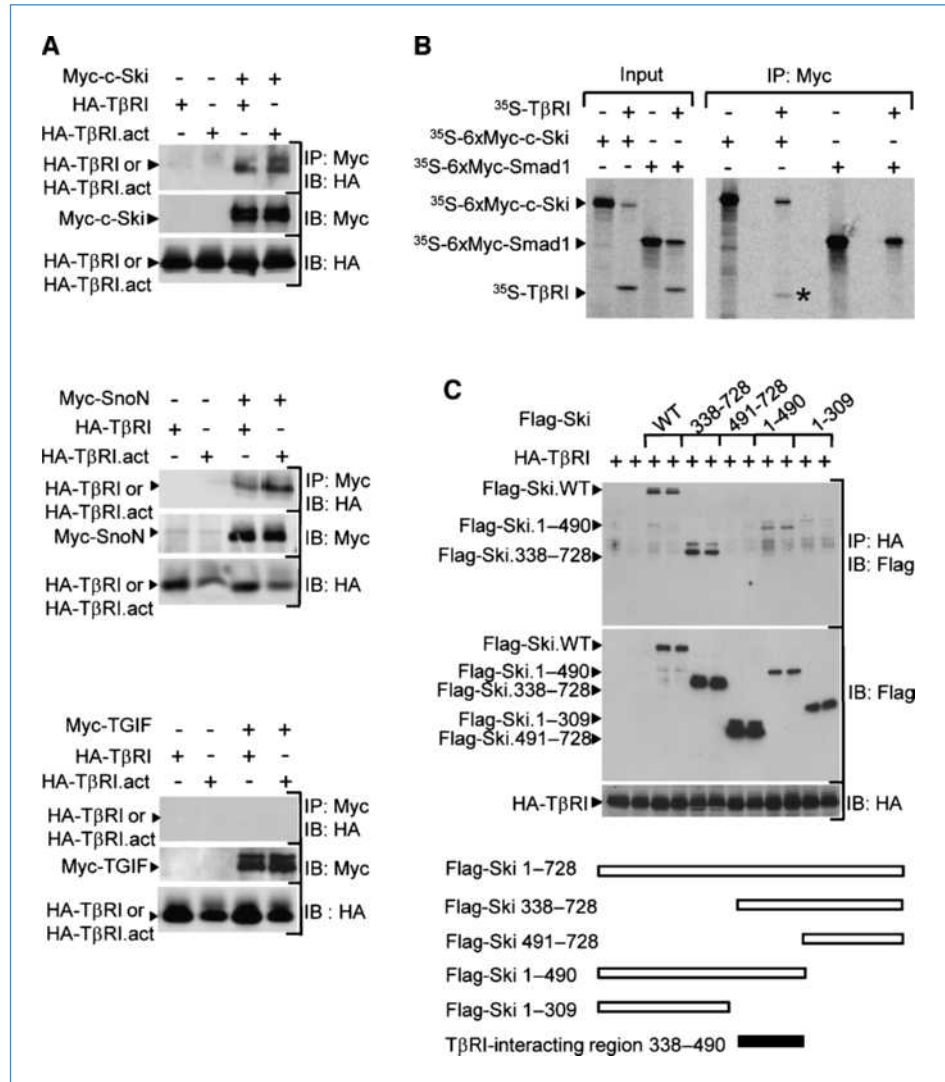 A
Myc-c-Ski - - + +
HA-TβRI + - + -
HA-TβRI.act - + - +
HA-TβRI or
HA-TβRI.act
IP: Myc
IB: HA
Myc-c-Ski
IB: Myc
HA-TβRI or
HA-TβRI.act
IB: HA
Myc-SnoN - - + +
HA-TβRI + - + -
HA-TβRI.act - + - +
HA-TβRI or
HA-TβRI.act
IP: Myc
IB: HA
Myc-SnoN
IB: Myc
HA-TβRI or
HA-TβRI.act
IB: HA
Myc-TGIF - - + +
HA-TβRI + - + -
HA-TβRI.act - + - +
HA-TβRI or
HA-TβRI.act
IP: Myc
IB: HA
Myc-TGIF
IB: Myc
HA-TβRI or
HA-TβRI.act
IB : HA
B
Input IP: Myc
35S-TβRI - + - + - + - +
35S-6xMyc-c-Ski + + - - + + - -
35S-6xMyc-Smad1 - - + + - - + +
35S-6xMyc-c-Ski
35S-6xMyc-Smad1
35S-TβRI
*
C
Flag-Ski WT 338-728 491-728 1-490 1-309
HA-TβRI + + + + + + + + + + + +
Flag-Ski.WT
Flag-Ski.1–490
Flag-Ski.338–728
IP: HA
IB: Flag
Flag-Ski.WT
Flag-Ski.1–490
Flag-Ski.338–728
Flag-Ski.1–309
Flag-Ski.491–728
IB: Flag
HA-TβRI
IB: HA
Flag-Ski 1–728
Flag-Ski 338–728
Flag-Ski 491–728
Flag-Ski 1–490
Flag-Ski 1–309
TβRI-interacting region 338–490